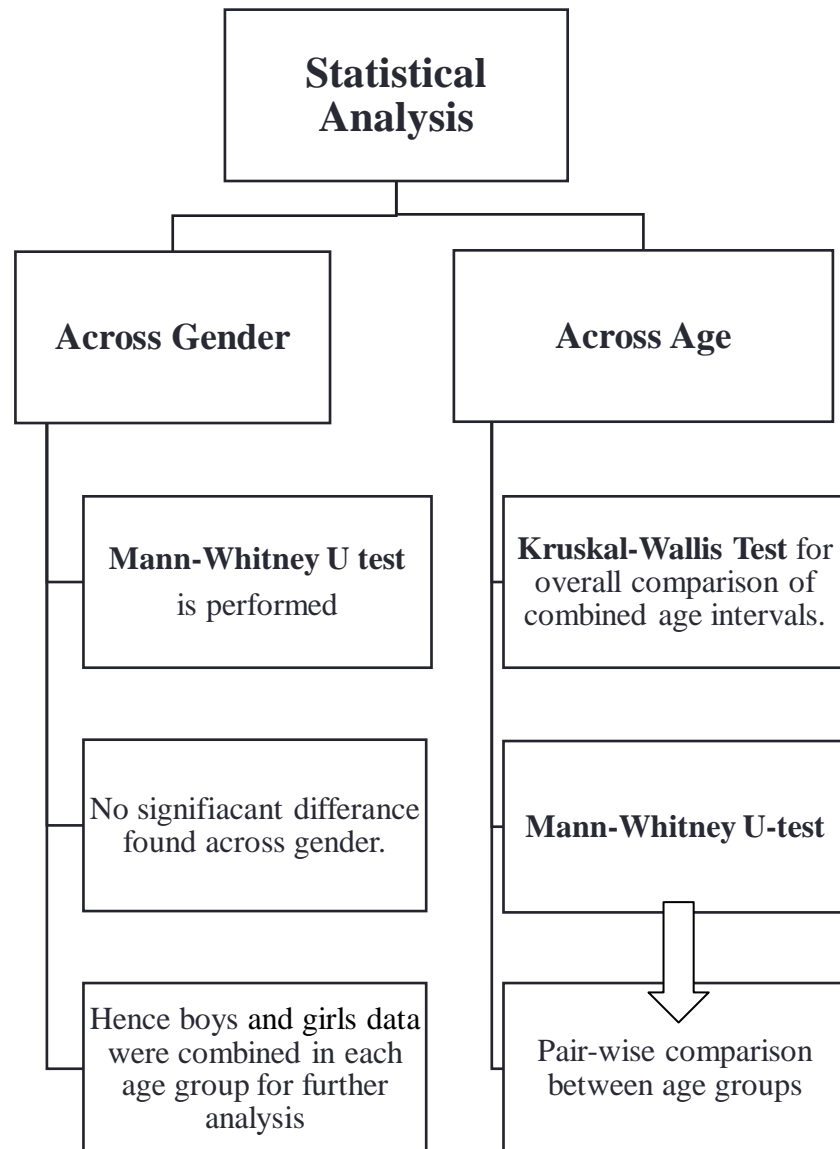 Statistical
Analysis
Across Gender
Mann-Whitney U test
is performed
No signifiacant differance
found across gender.
Hence boys and girls data
were combined in each
age group for further
analysis
Across Age
Kruskal-Wallis Test for
overall comparison of
combined age intervals.
Mann-Whitney U-test
Pair-wise comparison
between age groups